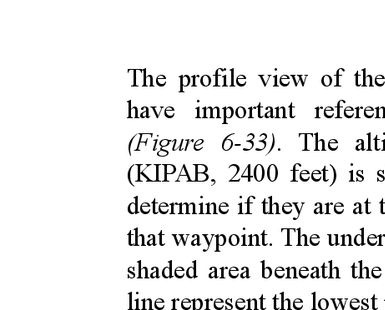 The profile view of the
have important referen
(Figure 6-33). The alti
(KIPAB, 2400 feet) is s
determine if they are at t
that waypoint. The under
shaded area beneath the
line represent the lowest